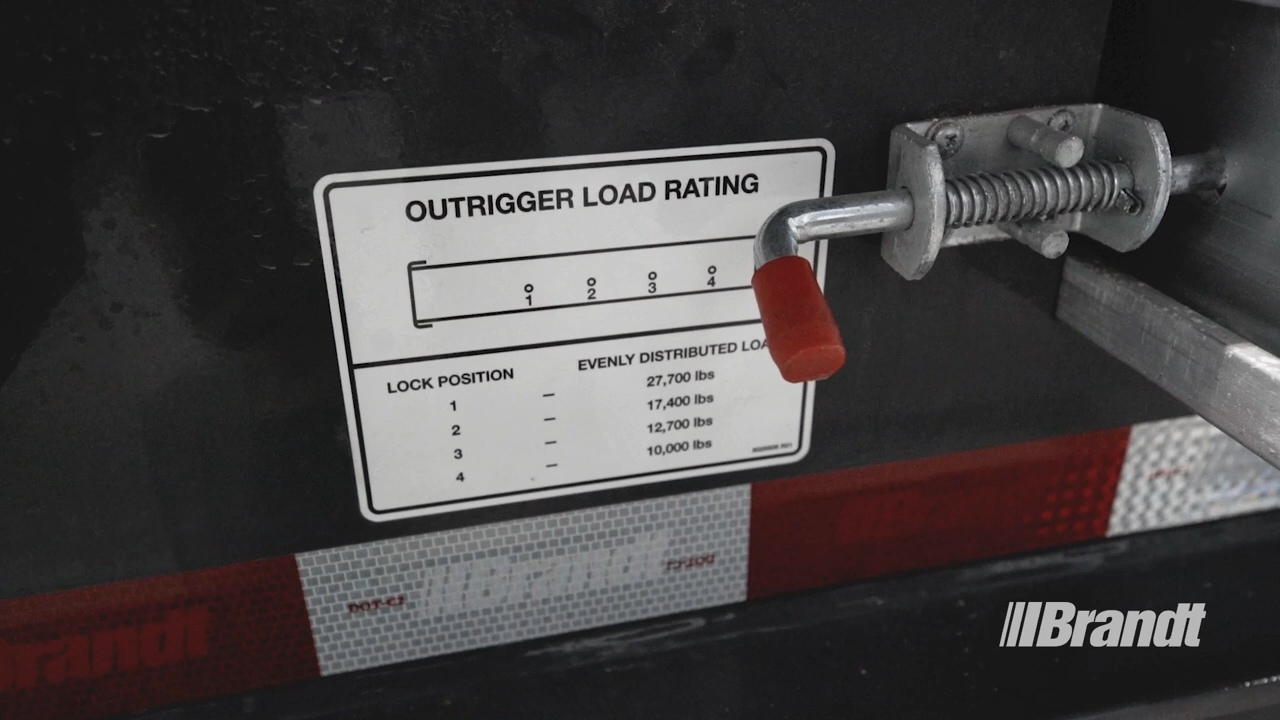 OUTRIGGER LOAD RATING
1 2 3 4
LOCK POSITION EVENLY DISTRIBUTED
1 – 27,700 lbs
2 – 17,400 lbs
3 – 12,700 lbs
4 – 10,000 lbs
DOT-C2 Brandt
Brandt
Brandt